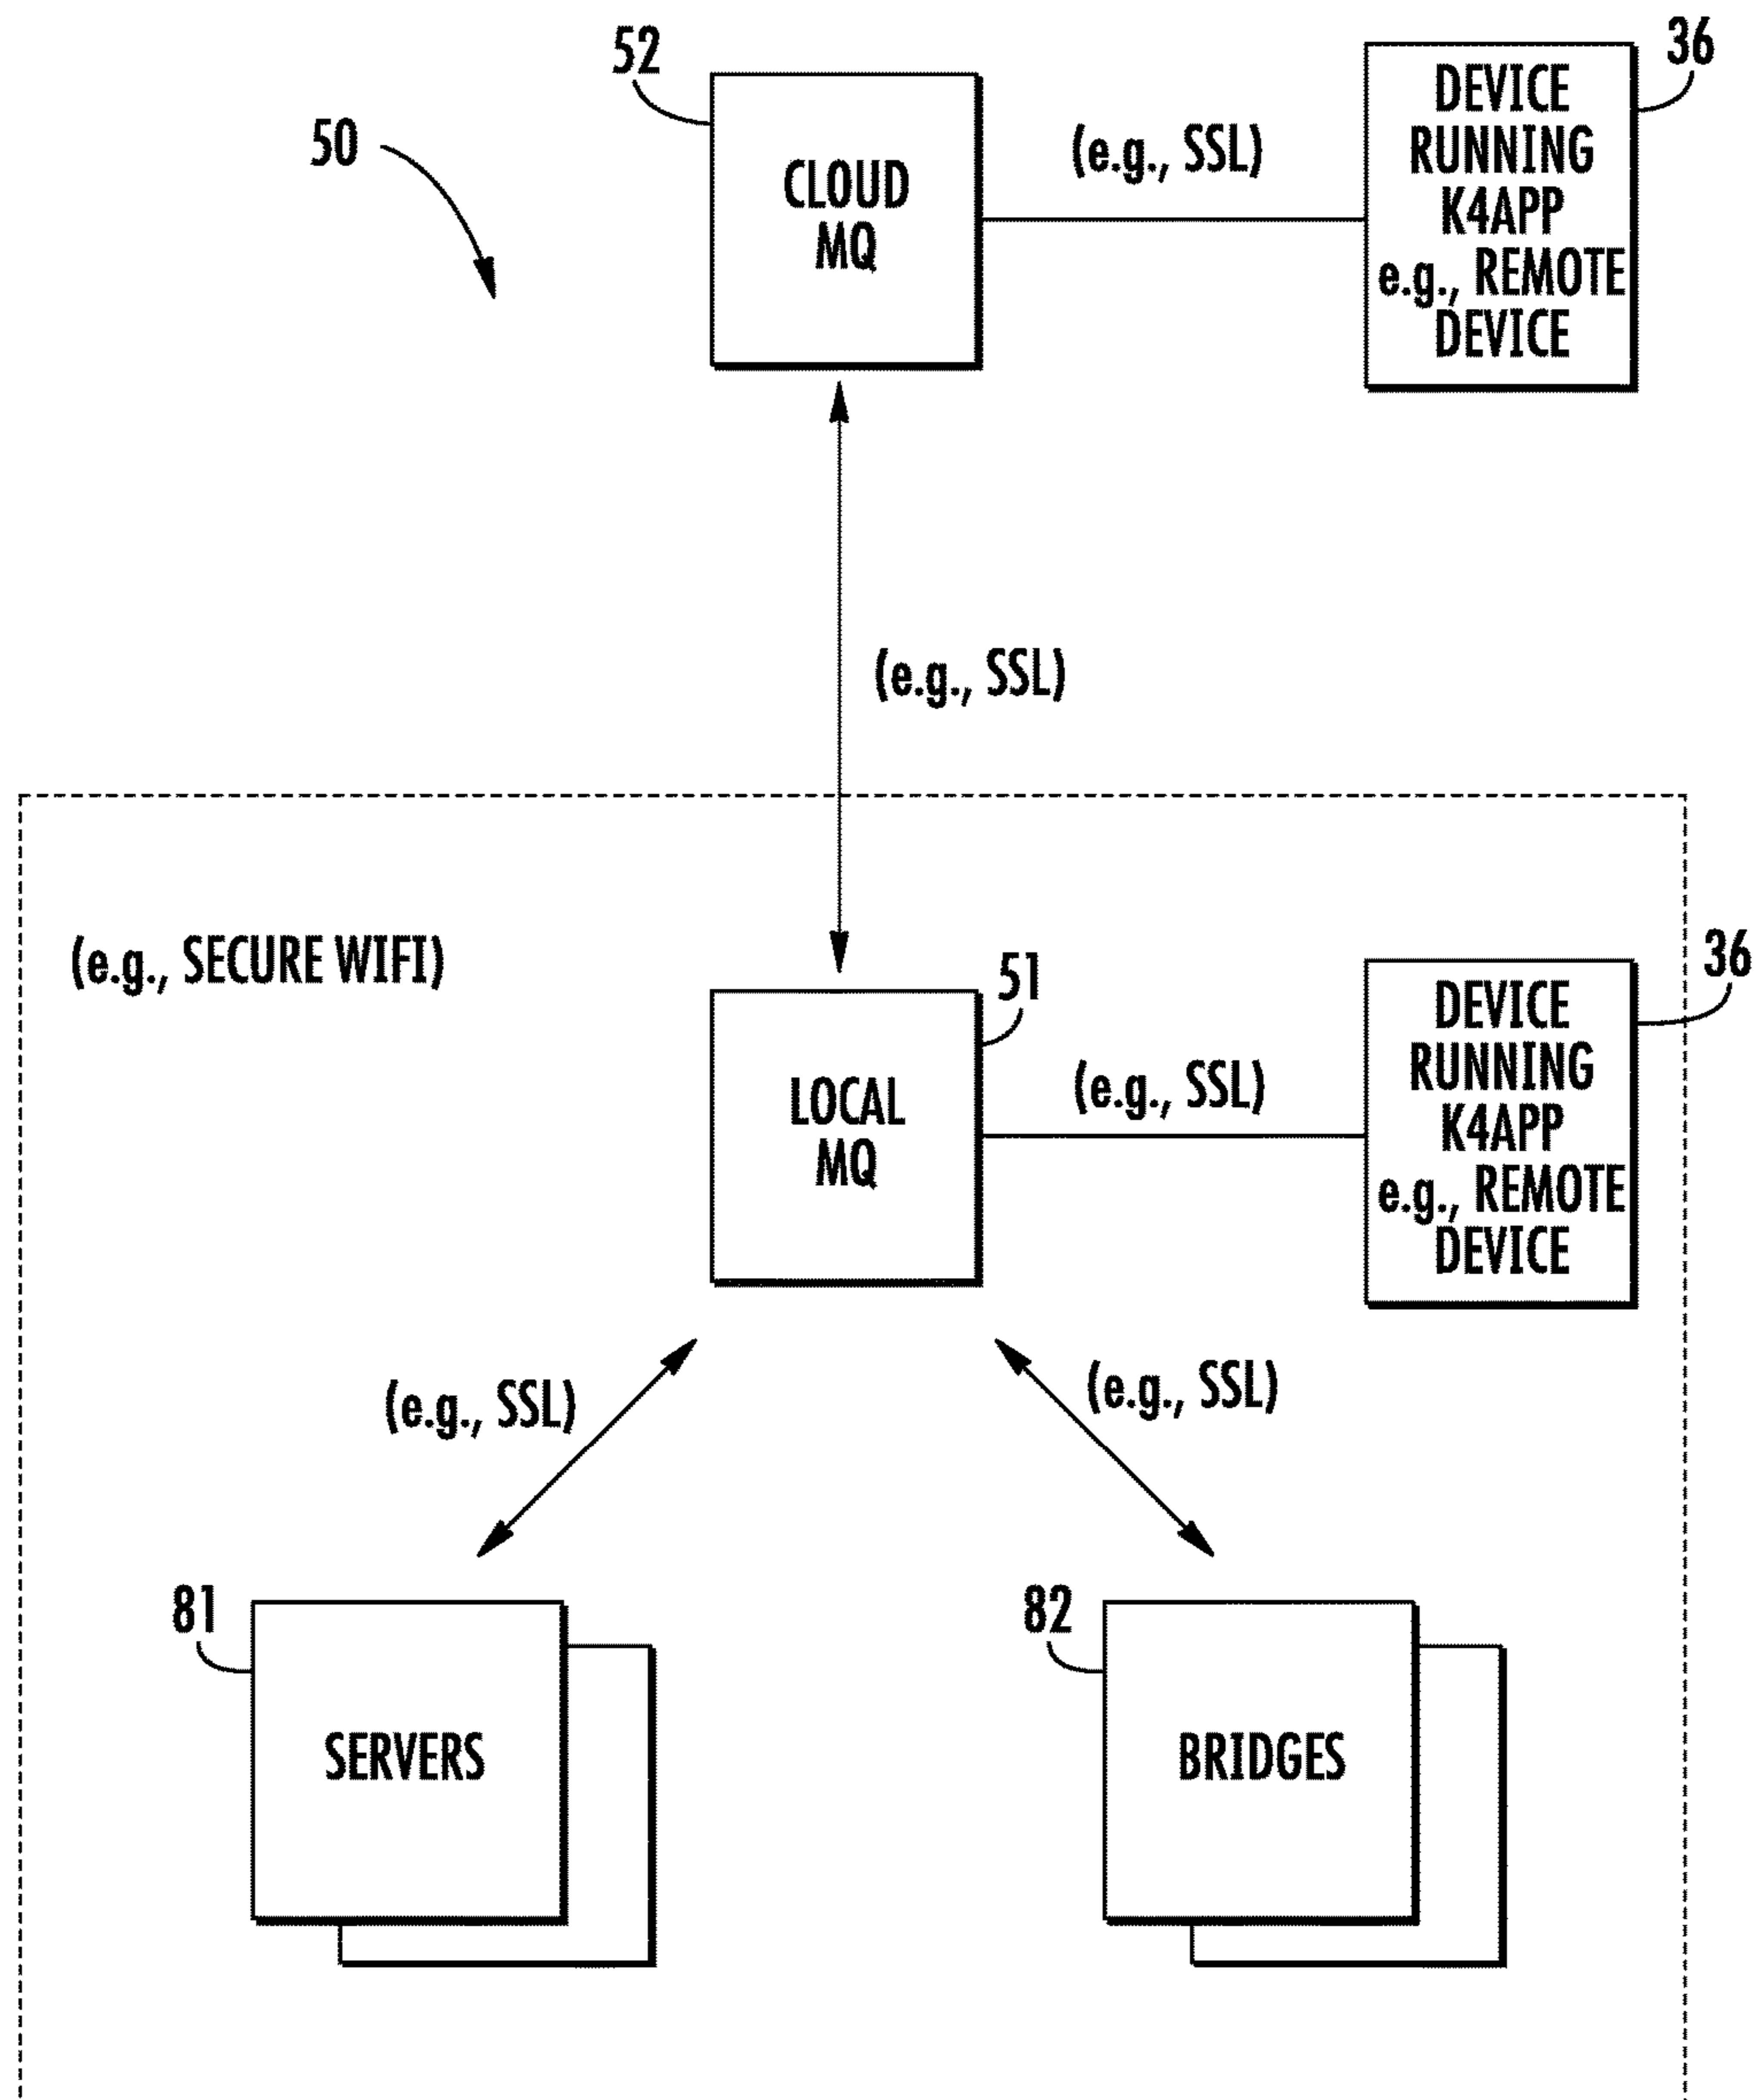 52
36
50
CLOUD
MQ
(e.g., SSL)
DEVICE
RUNNING
K4APP
e.g., REMOTE
DEVICE
(e.g., SSL)
(e.g., SECURE WIFI)
51
36
LOCAL
MQ
(e.g., SSL)
DEVICE
RUNNING
K4APP
e.g., REMOTE
DEVICE
(e.g., SSL)
(e.g., SSL)
81
82
SERVERS
BRIDGES